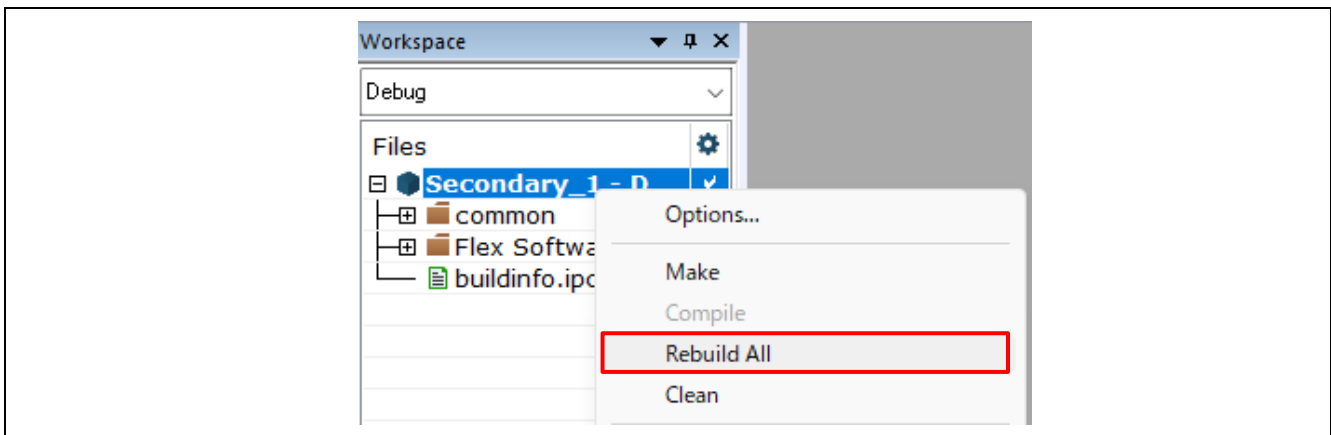 Workspace
Debug
Files
Secondary_1 - D
common
Options...
Flex Softwa
Make
buildinfo.ipc
Compile
Rebuild All
Clean